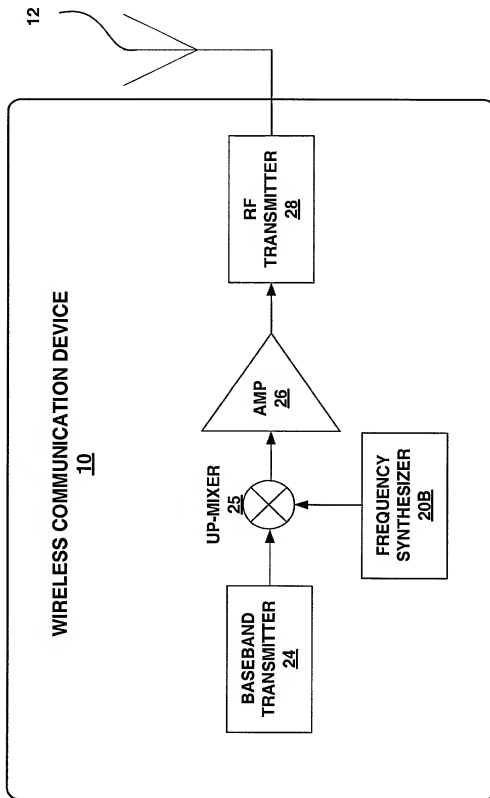 WIRELESS COMMUNICATION DEVICE
10
12
BASEBAND
TRANSMITTER
24
UP-MIXER
25
FREQUENCY
SYNTHESIZER
20B
AMP
26
RF
TRANSMITTER
28